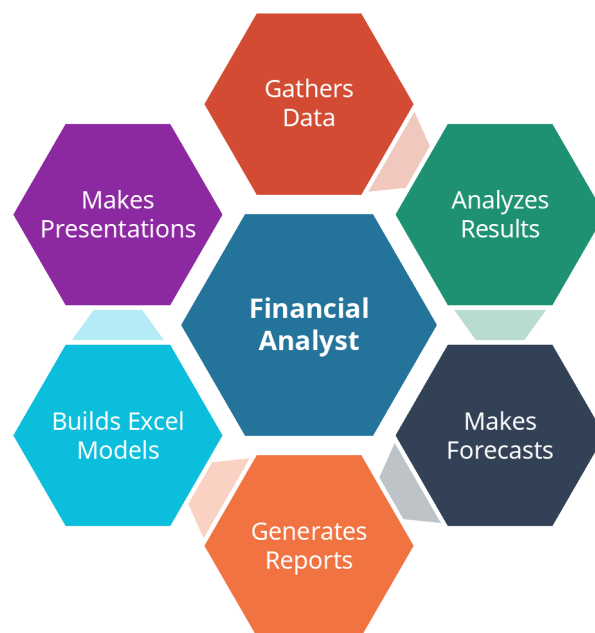 Gathers
Data
Analyzes
Results
Makes
Forecasts
Generates
Reports
Builds Excel
Models
Makes
Presentations
Financial
Analyst